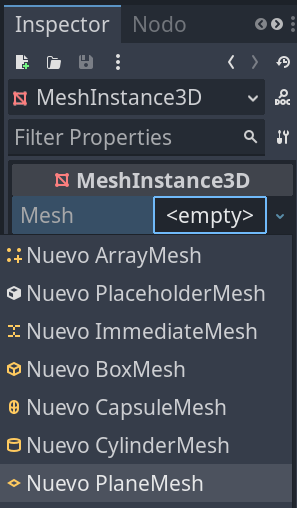 Inspector Nodo
MeshInstance3D
Filter Properties
MeshInstance3D
Mesh <empty>
Nuevo ArrayMesh
Nuevo PlaceholderMesh
Nuevo ImmediateMesh
Nuevo BoxMesh
Nuevo CapsuleMesh
Nuevo CylinderMesh
Nuevo PlaneMesh